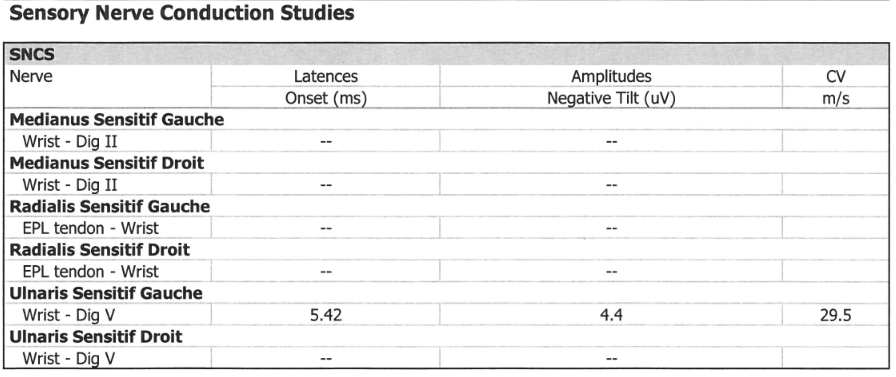 Sensory Nerve Conduction Studies
SNCS
Nerve Latences Amplitudes CV
Onset (ms) Negative Tilt (uV) m/s
Medianus Sensitif Gauche
Wrist - Dig II -- --
Medianus Sensitif Droit
Wrist - Dig II -- --
Radialis Sensitif Gauche
EPL tendon - Wrist -- --
Radialis Sensitif Droit
EPL tendon - Wrist -- --
Ulnaris Sensitif Gauche
Wrist - Dig V 5.42 4.4 29.5
Ulnaris Sensitif Droit
Wrist - Dig V -- --